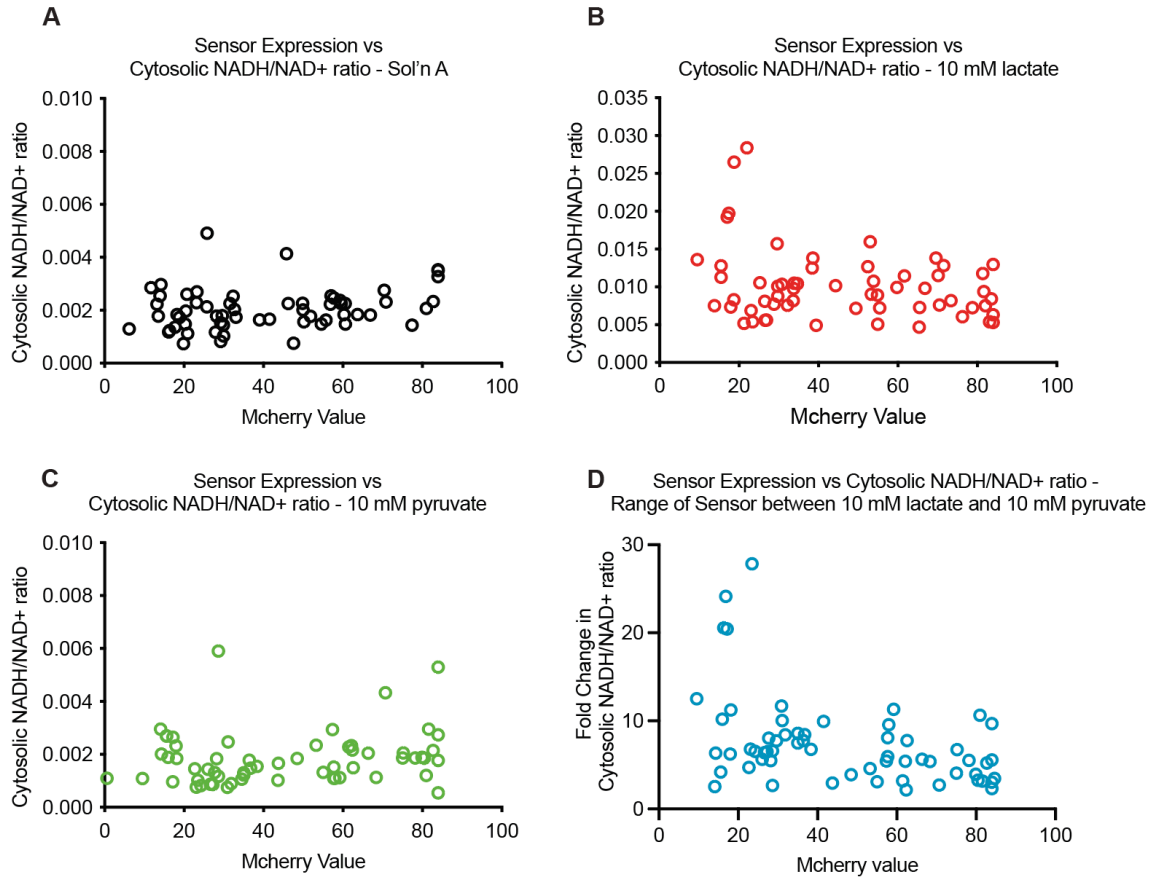 A
Sensor Expression vs
Cytosolic NADH/NAD+ ratio - Sol'n A
Cytosolic NADH/NAD+ ratio
0.010
0.008
0.006
0.004
0.002
0.000
0 20 40 60 80 100
Mcherry Value
B
Sensor Expression vs
Cytosolic NADH/NAD+ ratio - 10 mM lactate
Cytosolic NADH/NAD+ ratio
0.035
0.030
0.025
0.020
0.015
0.010
0.005
0.000
0 20 40 60 80 100
Mcherry Value
C
Sensor Expression vs
Cytosolic NADH/NAD+ ratio - 10 mM pyruvate
Cytosolic NADH/NAD+ ratio
0.010
0.008
0.006
0.004
0.002
0.000
0 20 40 60 80 100
Mcherry Value
D
Sensor Expression vs Cytosolic NADH/NAD+ ratio -
Range of Sensor between 10 mM lactate and 10 mM pyruvate
Fold Change in
Cytosolic NADH/NAD+ ratio
30
20
10
0
0 20 40 60 80 100
Mcherry value